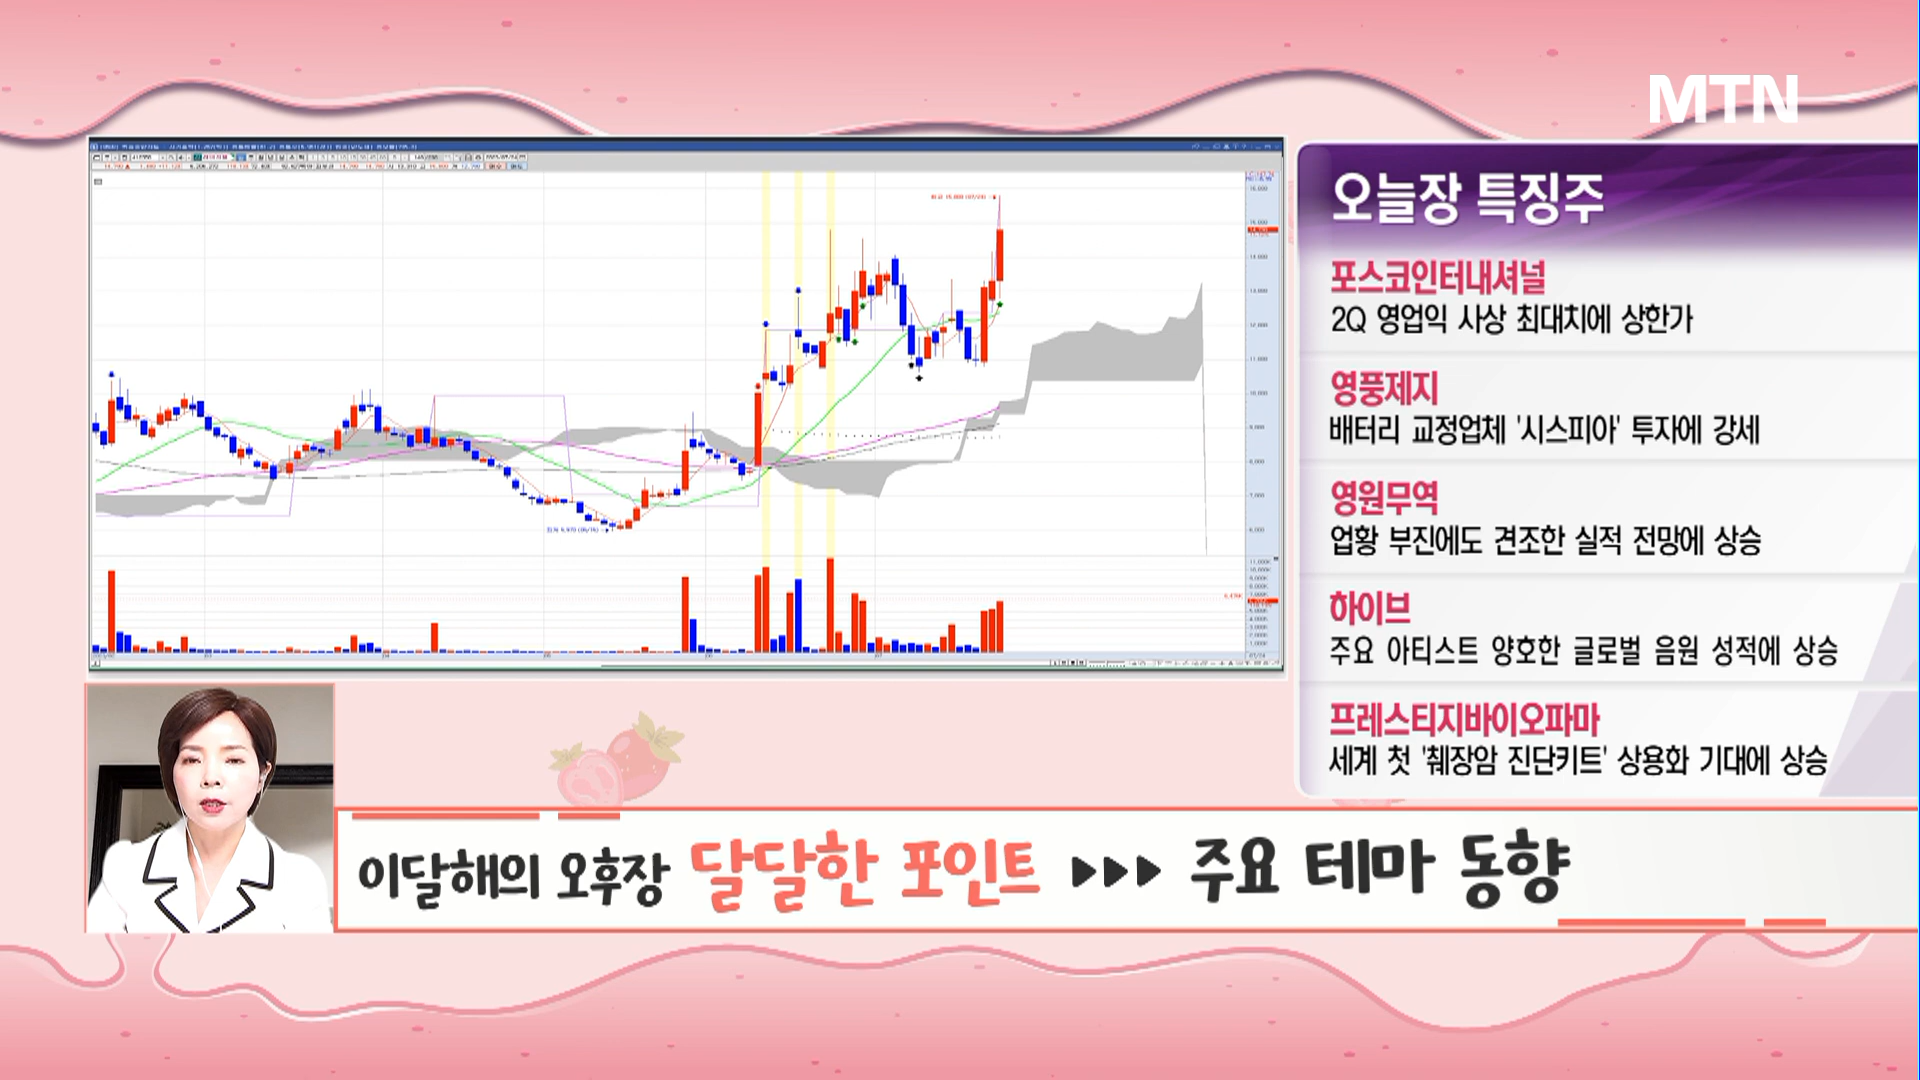 MTN
오늘장 특징주
포스코인터내셔널
2Q 영업익 사상 최대치에 상한가
영풍제지
배터리 교정업체 '시스피아' 투자에 강세
영원무역
업황 부진에도 견조한 실적 전망에 상승
하이브
주요 아티스트 양호한 글로벌 음원 성적에 상승
프레스티지바이오파마
세계 첫 '췌장암 진단키트' 상용화 기대에 상승
이달해의 오후장 달달한 포인트 ▶▶▶ 주요 테마 동향